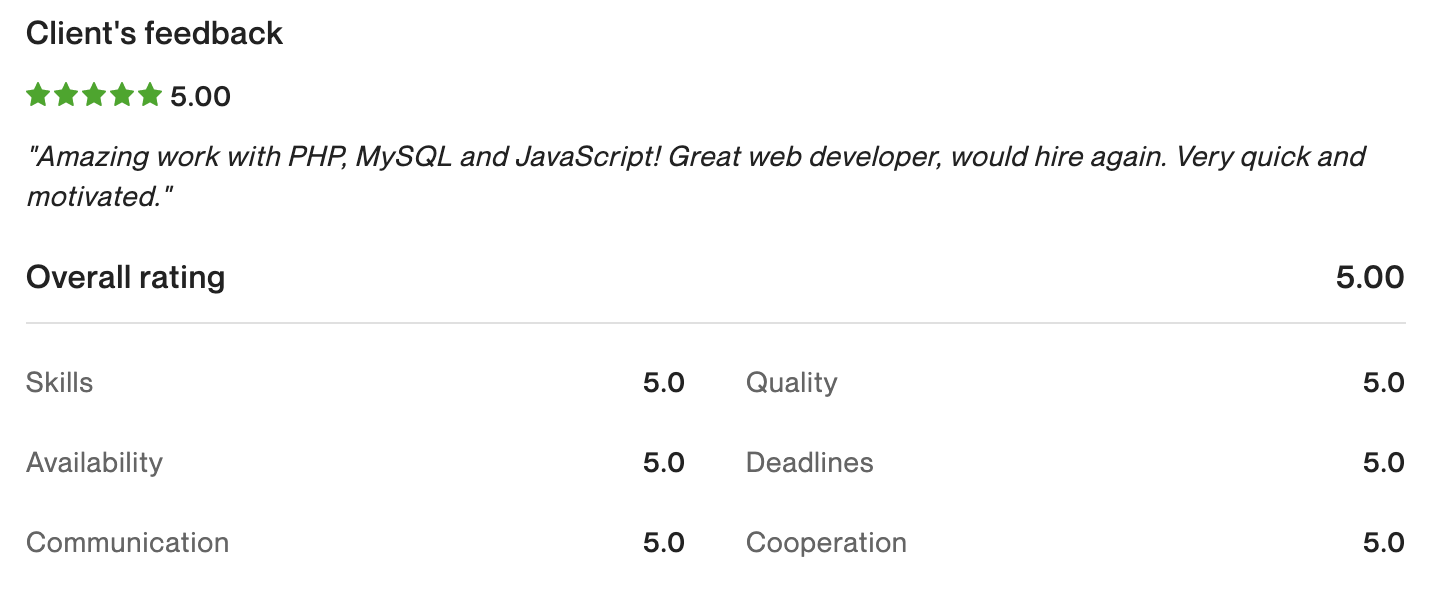 Client's feedback
5.00
"Amazing work with PHP, MySQL and JavaScript! Great web developer, would hire again. Very quick and
motivated."
Overall rating 5.00
Skills 5.0 Quality 5.0
Availability 5.0 Deadlines 5.0
Communication 5.0 Cooperation 5.0